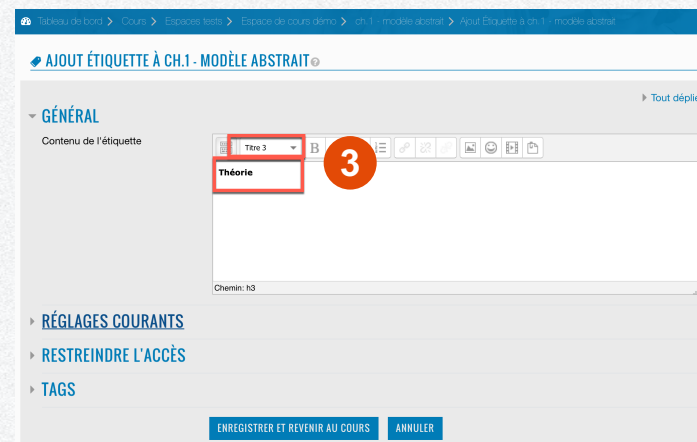 Tableau de bord > Cours > Espaces tests > Espace de cours démo > ch.1 - modèle abstrait > Ajout Étiquette à ch.1 - modèle abstrait
AJOUT ÉTIQUETTE À CH.1 - MODÈLE ABSTRAIT
Tout déplie
GÉNÉRAL
Contenu de l'étiquette
Titre 3
B
3
Théorie
Chemin: h3
RÉGLAGES COURANTS
RESTREINDRE L'ACCÈS
TAGS
ENREGISTRER ET REVENIR AU COURS
ANNULER